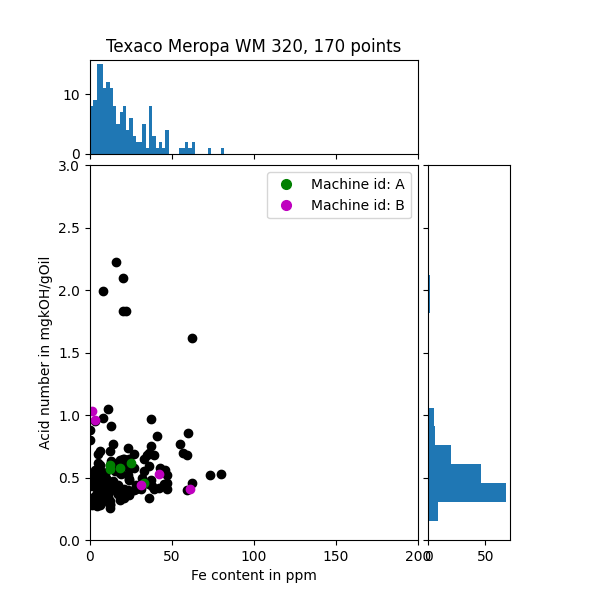 Texaco Meropa WM 320, 170 points
10
0
3.0
2.5
2.0
1.5
1.0
0.5
0.0
Acid number in mgkOH/gOil
Machine id: A
Machine id: B
0 50 100 150 200
0 50
Fe content in ppm